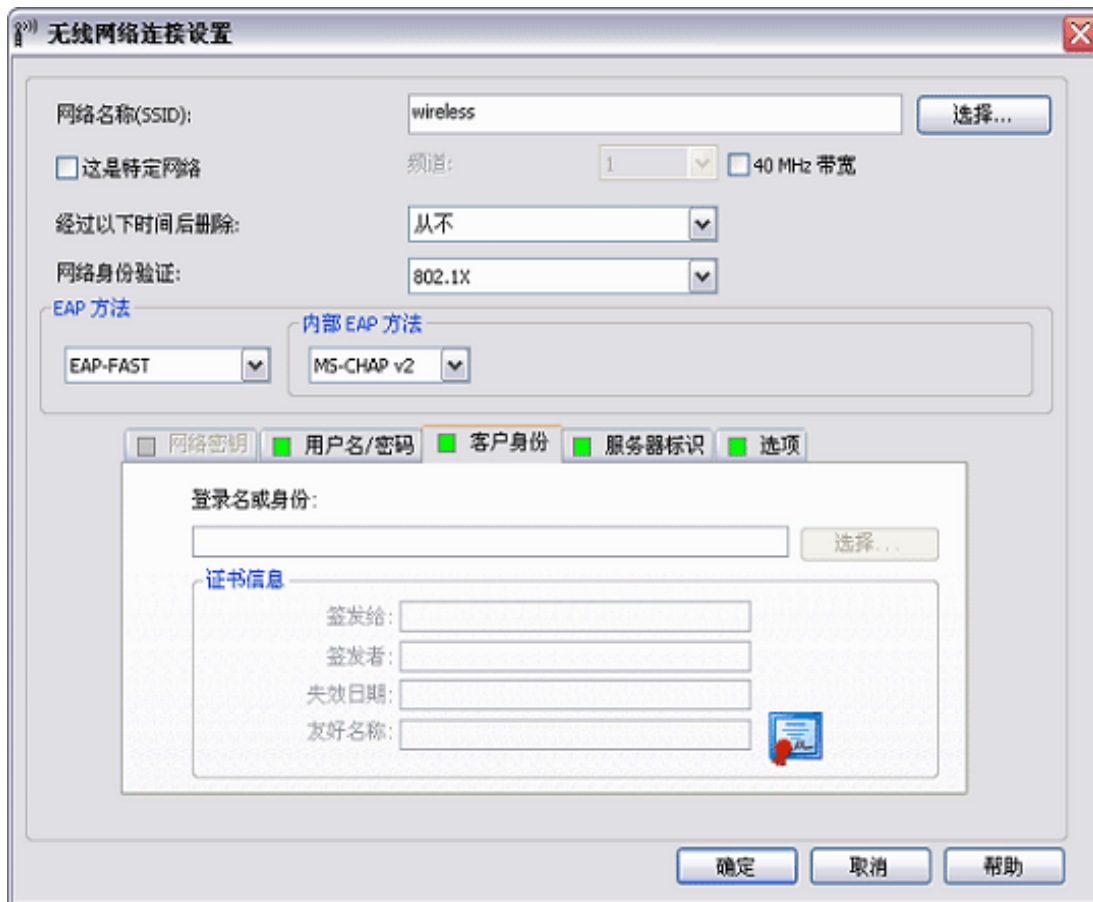 无线网络连接设置
网络名称(SSID): wireless 选择...
这是特定网络 频道: 1 40 MHz 带宽
经过以下时间后删除: 从不
网络身份验证: 802.1X
EAP 方法 内部 EAP 方法
EAP-FAST MS-CHAP v2
网络密钥 用户名/密码 客户身份 服务器标识 选项
登录名或身份:
选择...
证书信息
签发给:
签发者:
失效日期:
友好名称:
确定 取消 帮助